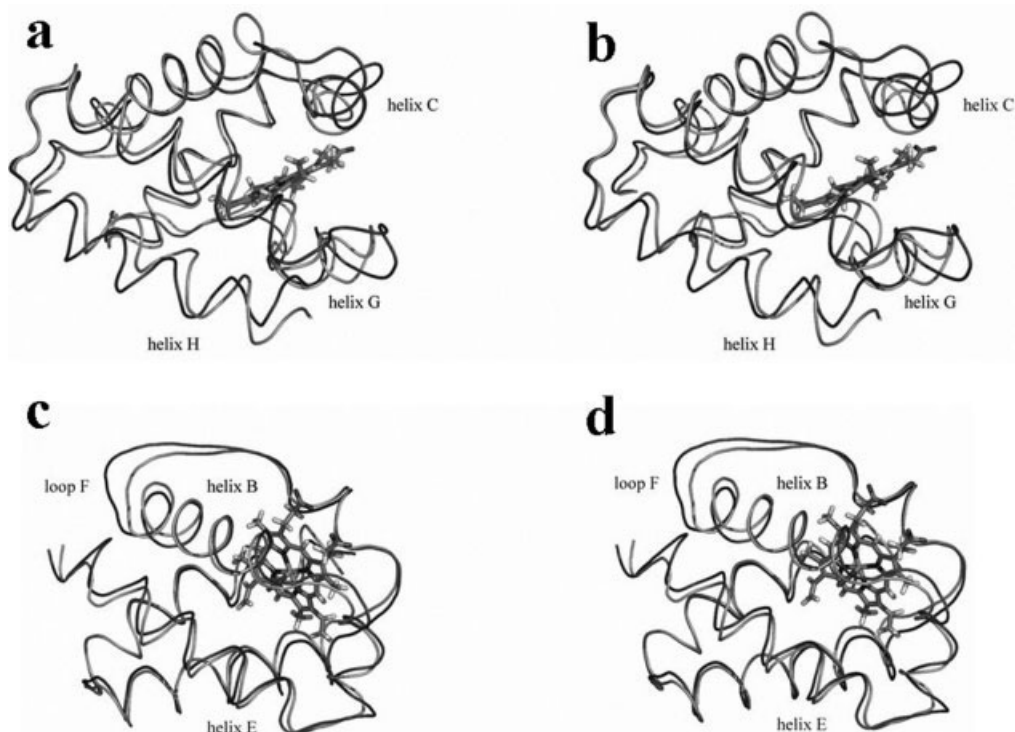 a
b
helix C
helix C
helix G
helix G
helix H
helix H
c
d
loop F
helix B
loop F
helix B
helix E
helix E